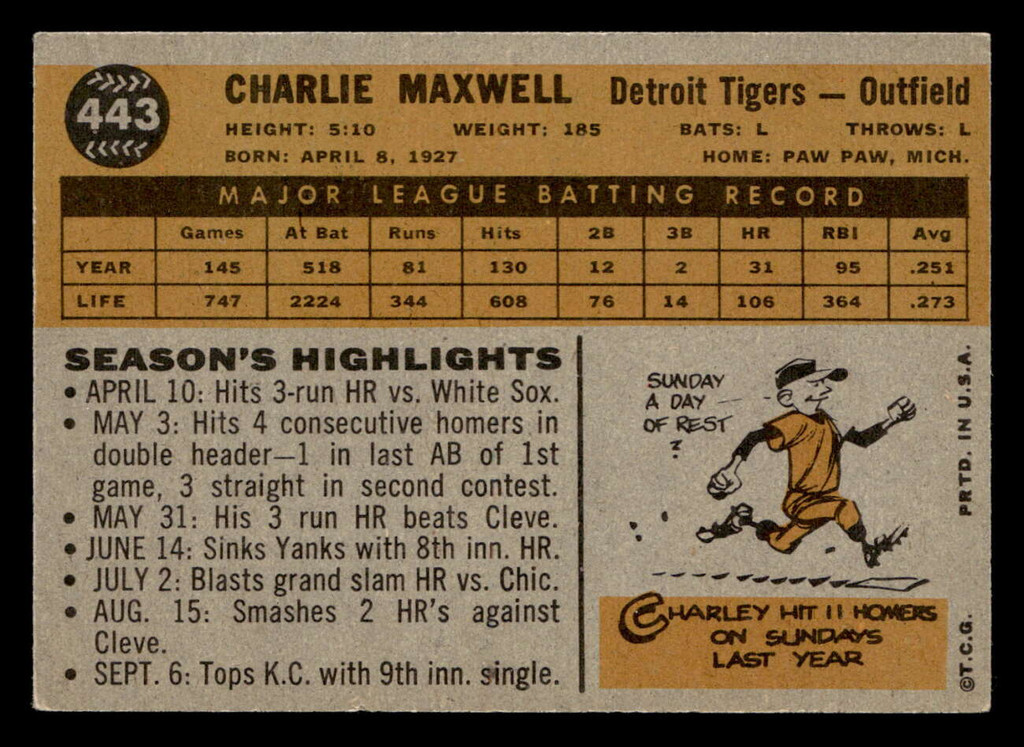 443
CHARLIE MAXWELL Detroit Tigers — Outfield
HEIGHT: 5:10 WEIGHT: 185 BATS: L THROWS: L
BORN: APRIL 8, 1927 HOME: PAW PAW, MICH.
MAJOR LEAGUE BATTING RECORD
Games At Bat Runs Hits 2B 3B HR RBI Avg
YEAR 145 518 81 130 12 2 31 95 .251
LIFE 747 2224 344 608 76 14 106 364 .273
SEASON'S HIGHLIGHTS
• APRIL 10: Hits 3-run HR vs. White Sox.
• MAY 3: Hits 4 consecutive homers in
double header—1 in last AB of 1st
game, 3 straight in second contest.
• MAY 31: His 3 run HR beats Cleve.
• JUNE 14: Sinks Yanks with 8th inn. HR.
• JULY 2: Blasts grand slam HR vs. Chic.
• AUG. 15: Smashes 2 HR's against
Cleve.
• SEPT. 6: Tops K.C. with 9th inn. single.
SUNDAY
A DAY
OF REST
?
CHARLEY HIT 11 HOMERS
ON SUNDAYS
LAST YEAR
PRTD. IN U.S.A.
©T.C.G.